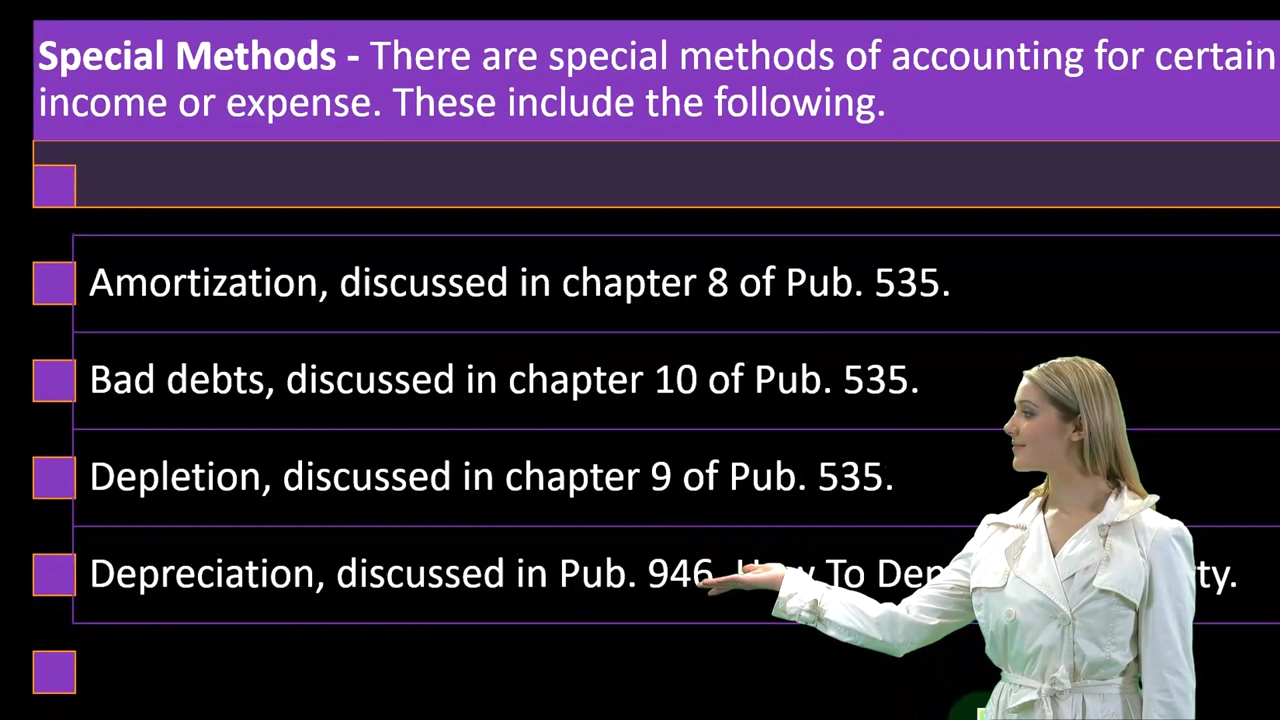 Special Methods - There are special methods of accounting for certain
income or expense. These include the following.
Amortization, discussed in chapter 8 of Pub. 535.
Bad debts, discussed in chapter 10 of Pub. 535.
Depletion, discussed in chapter 9 of Pub. 535.
Depreciation, discussed in Pub. 946, To